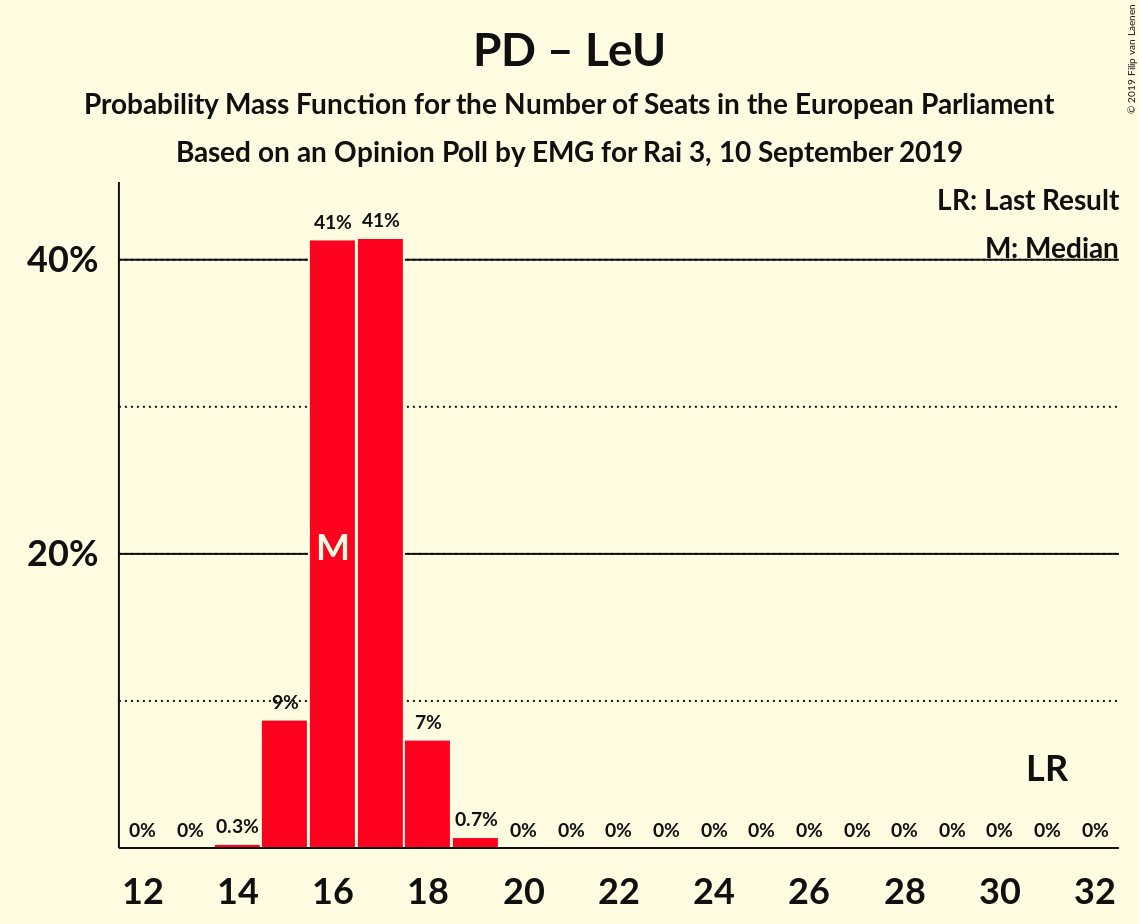 PD – LeU
Probability Mass Function for the Number of Seats in the European Parliament
Based on an Opinion Poll by EMG for Rai 3, 10 September 2019
© 2019 Filip van Laenen
LR: Last Result
M: Median
40%
20%
41% 41%
M
9% 7%
LR
0% 0% 0.3% 0.7% 0% 0% 0% 0% 0% 0% 0% 0% 0% 0% 0% 0% 0%
12 14 16 18 20 22 24 26 28 30 32